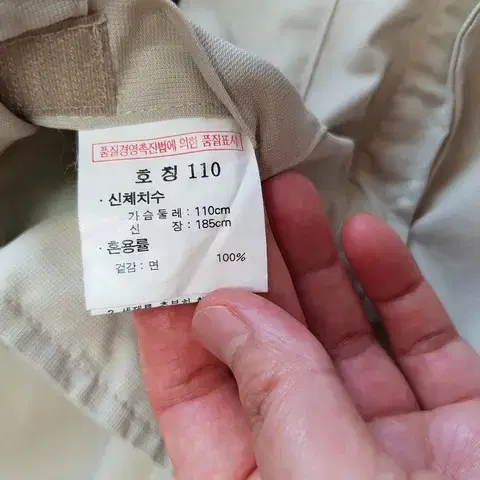 품질경영촉진법에 의한 품질표시
호 칭 110
· 신체치수
가슴둘레 : 110cm
신 장 : 185cm
· 혼용률
겉감 : 면 100%